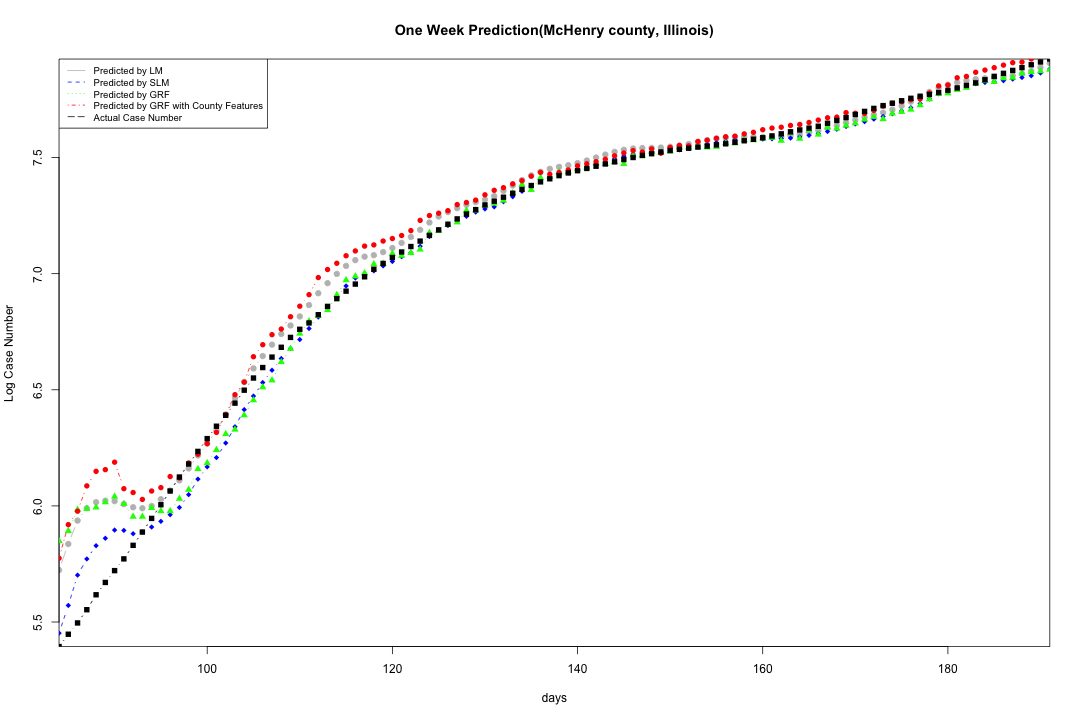 One Week Prediction(McHenry county, Illinois)
Predicted by LM
Predicted by SLM
Predicted by GRF
Predicted by GRF with County Features
Actual Case Number
7.5
7.0
6.5
6.0
5.5
Log Case Number
100 120 140 160 180
days